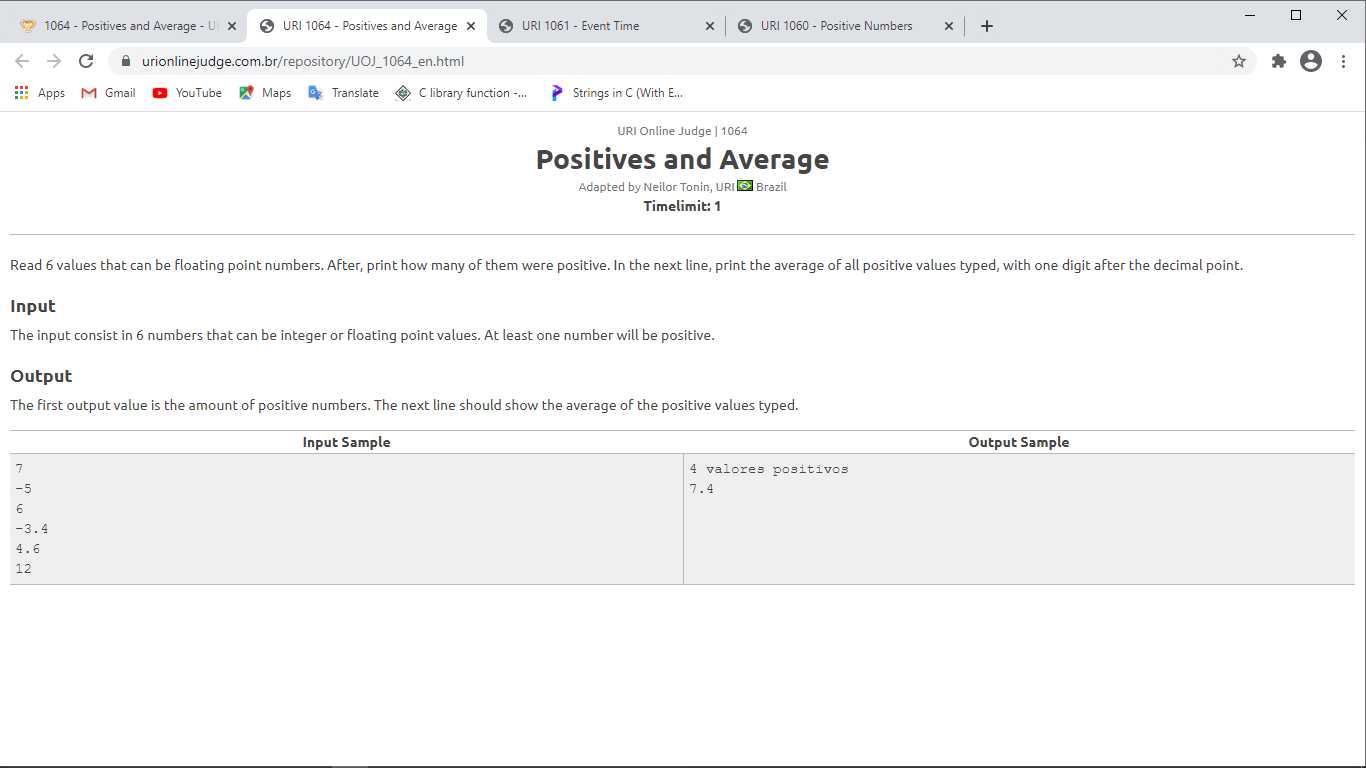 1064 - Positives and Average - U
URI 1064 - Positives and Average
URI 1061 - Event Time
URI 1060 - Positive Numbers
urionlinejudge.com.br/repository/UOJ_1064_en.html
Apps
Gmail
YouTube
Maps
Translate
C library function -...
Strings in C (With E...
URI Online Judge | 1064
Positives and Average
Adapted by Neilor Tonin, URI Brazil
Timelimit: 1
Read 6 values that can be floating point numbers. After, print how many of them were positive. In the next line, print the average of all positive values typed, with one digit after the decimal point.
Input
The input consist in 6 numbers that can be integer or floating point values. At least one number will be positive.
Output
The first output value is the amount of positive numbers. The next line should show the average of the positive values typed.
Input Sample
Output Sample
7
-5
6
-3.4
4.6
12
4 valores positivos
7.4